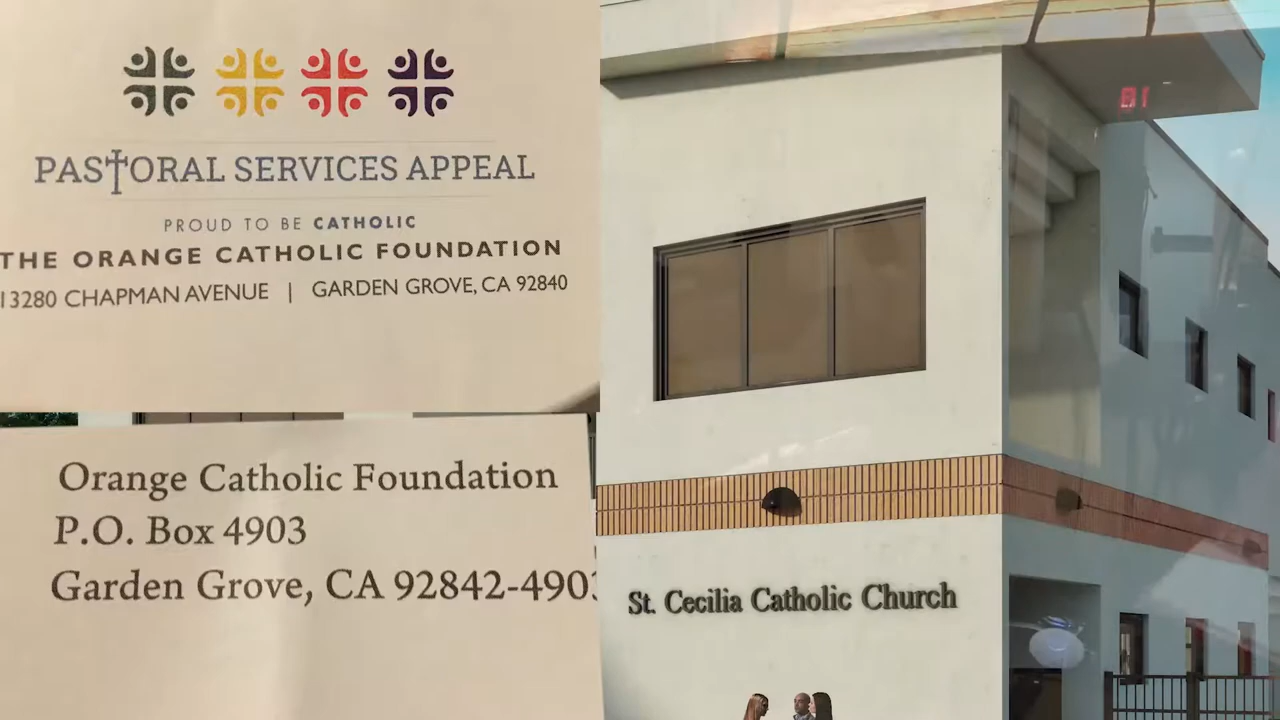 PASTORAL SERVICES APPEAL
PROUD TO BE CATHOLIC
THE ORANGE CATHOLIC FOUNDATION
13280 CHAPMAN AVENUE | GARDEN GROVE, CA 92840
Orange Catholic Foundation
P.O. Box 4903
Garden Grove, CA 92842-4903
St. Cecilia Catholic Church